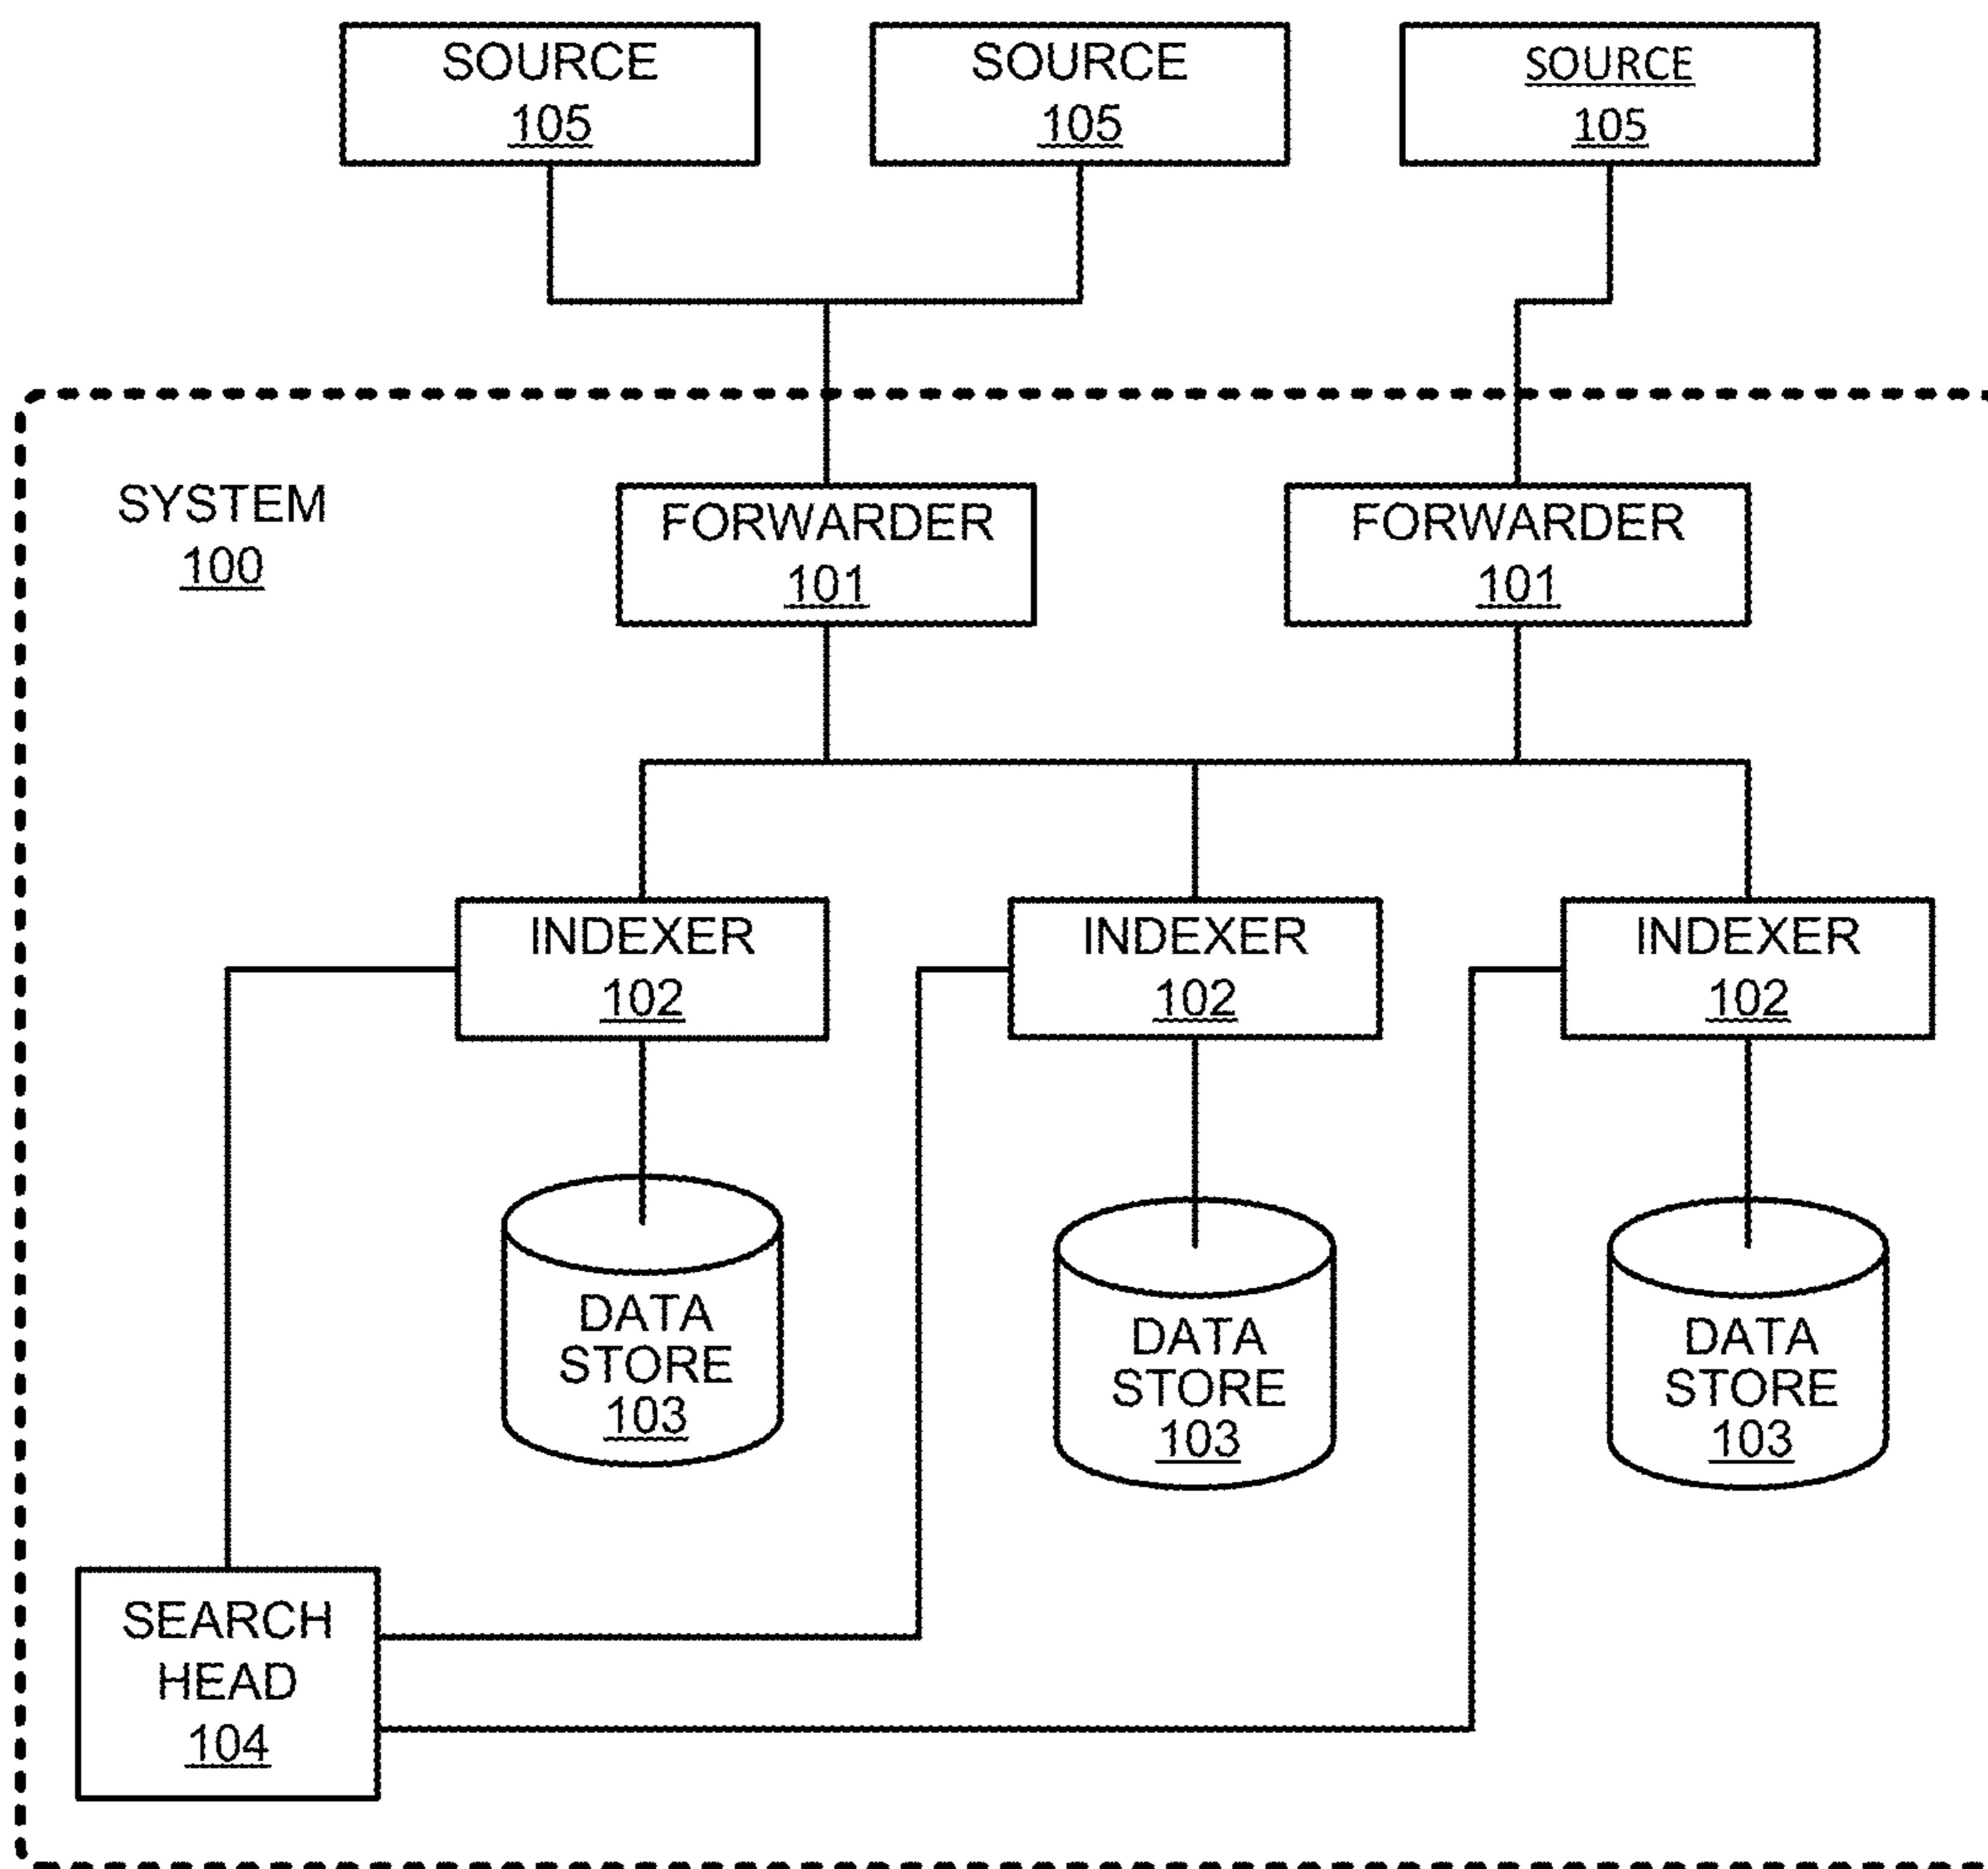 SOURCE
105
SOURCE
105
SOURCE
105
SYSTEM
100
FORWARDER
101
FORWARDER
101
INDEXER
102
INDEXER
102
INDEXER
102
DATA
STORE
103
DATA
STORE
103
DATA
STORE
103
SEARCH
HEAD
104